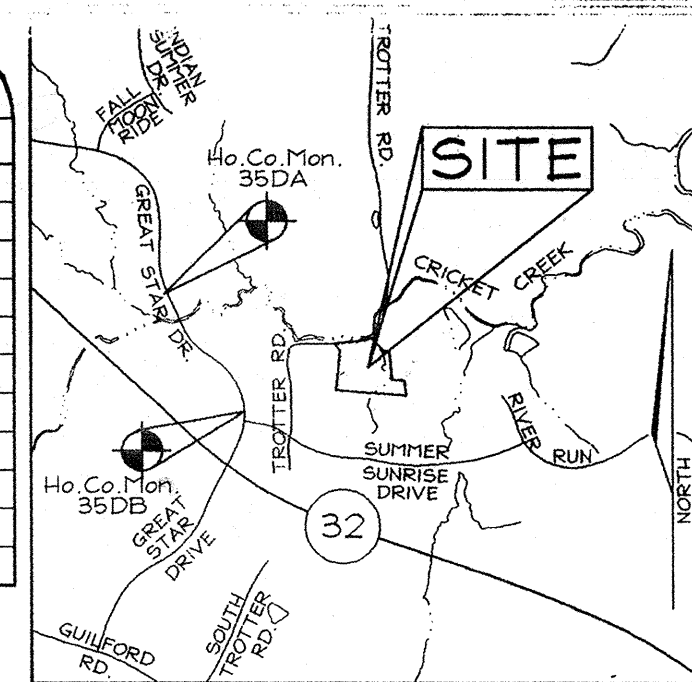 INDIAN
SUMMER
DR.
FALL
MOON
RIDE
TROTTER RD.
SITE
Ho.Co.Mon.
35DA
GREAT STAR DR.
CRICKET CREEK
TROTTER RD.
RIVER RUN
SUMMER
SUNRISE
DRIVE
Ho.Co.Mon.
35DB
GREAT
STAR
DRIVE
32
NORTH
GUILFORD
RD.
SOUTH
TROTTER
RD.